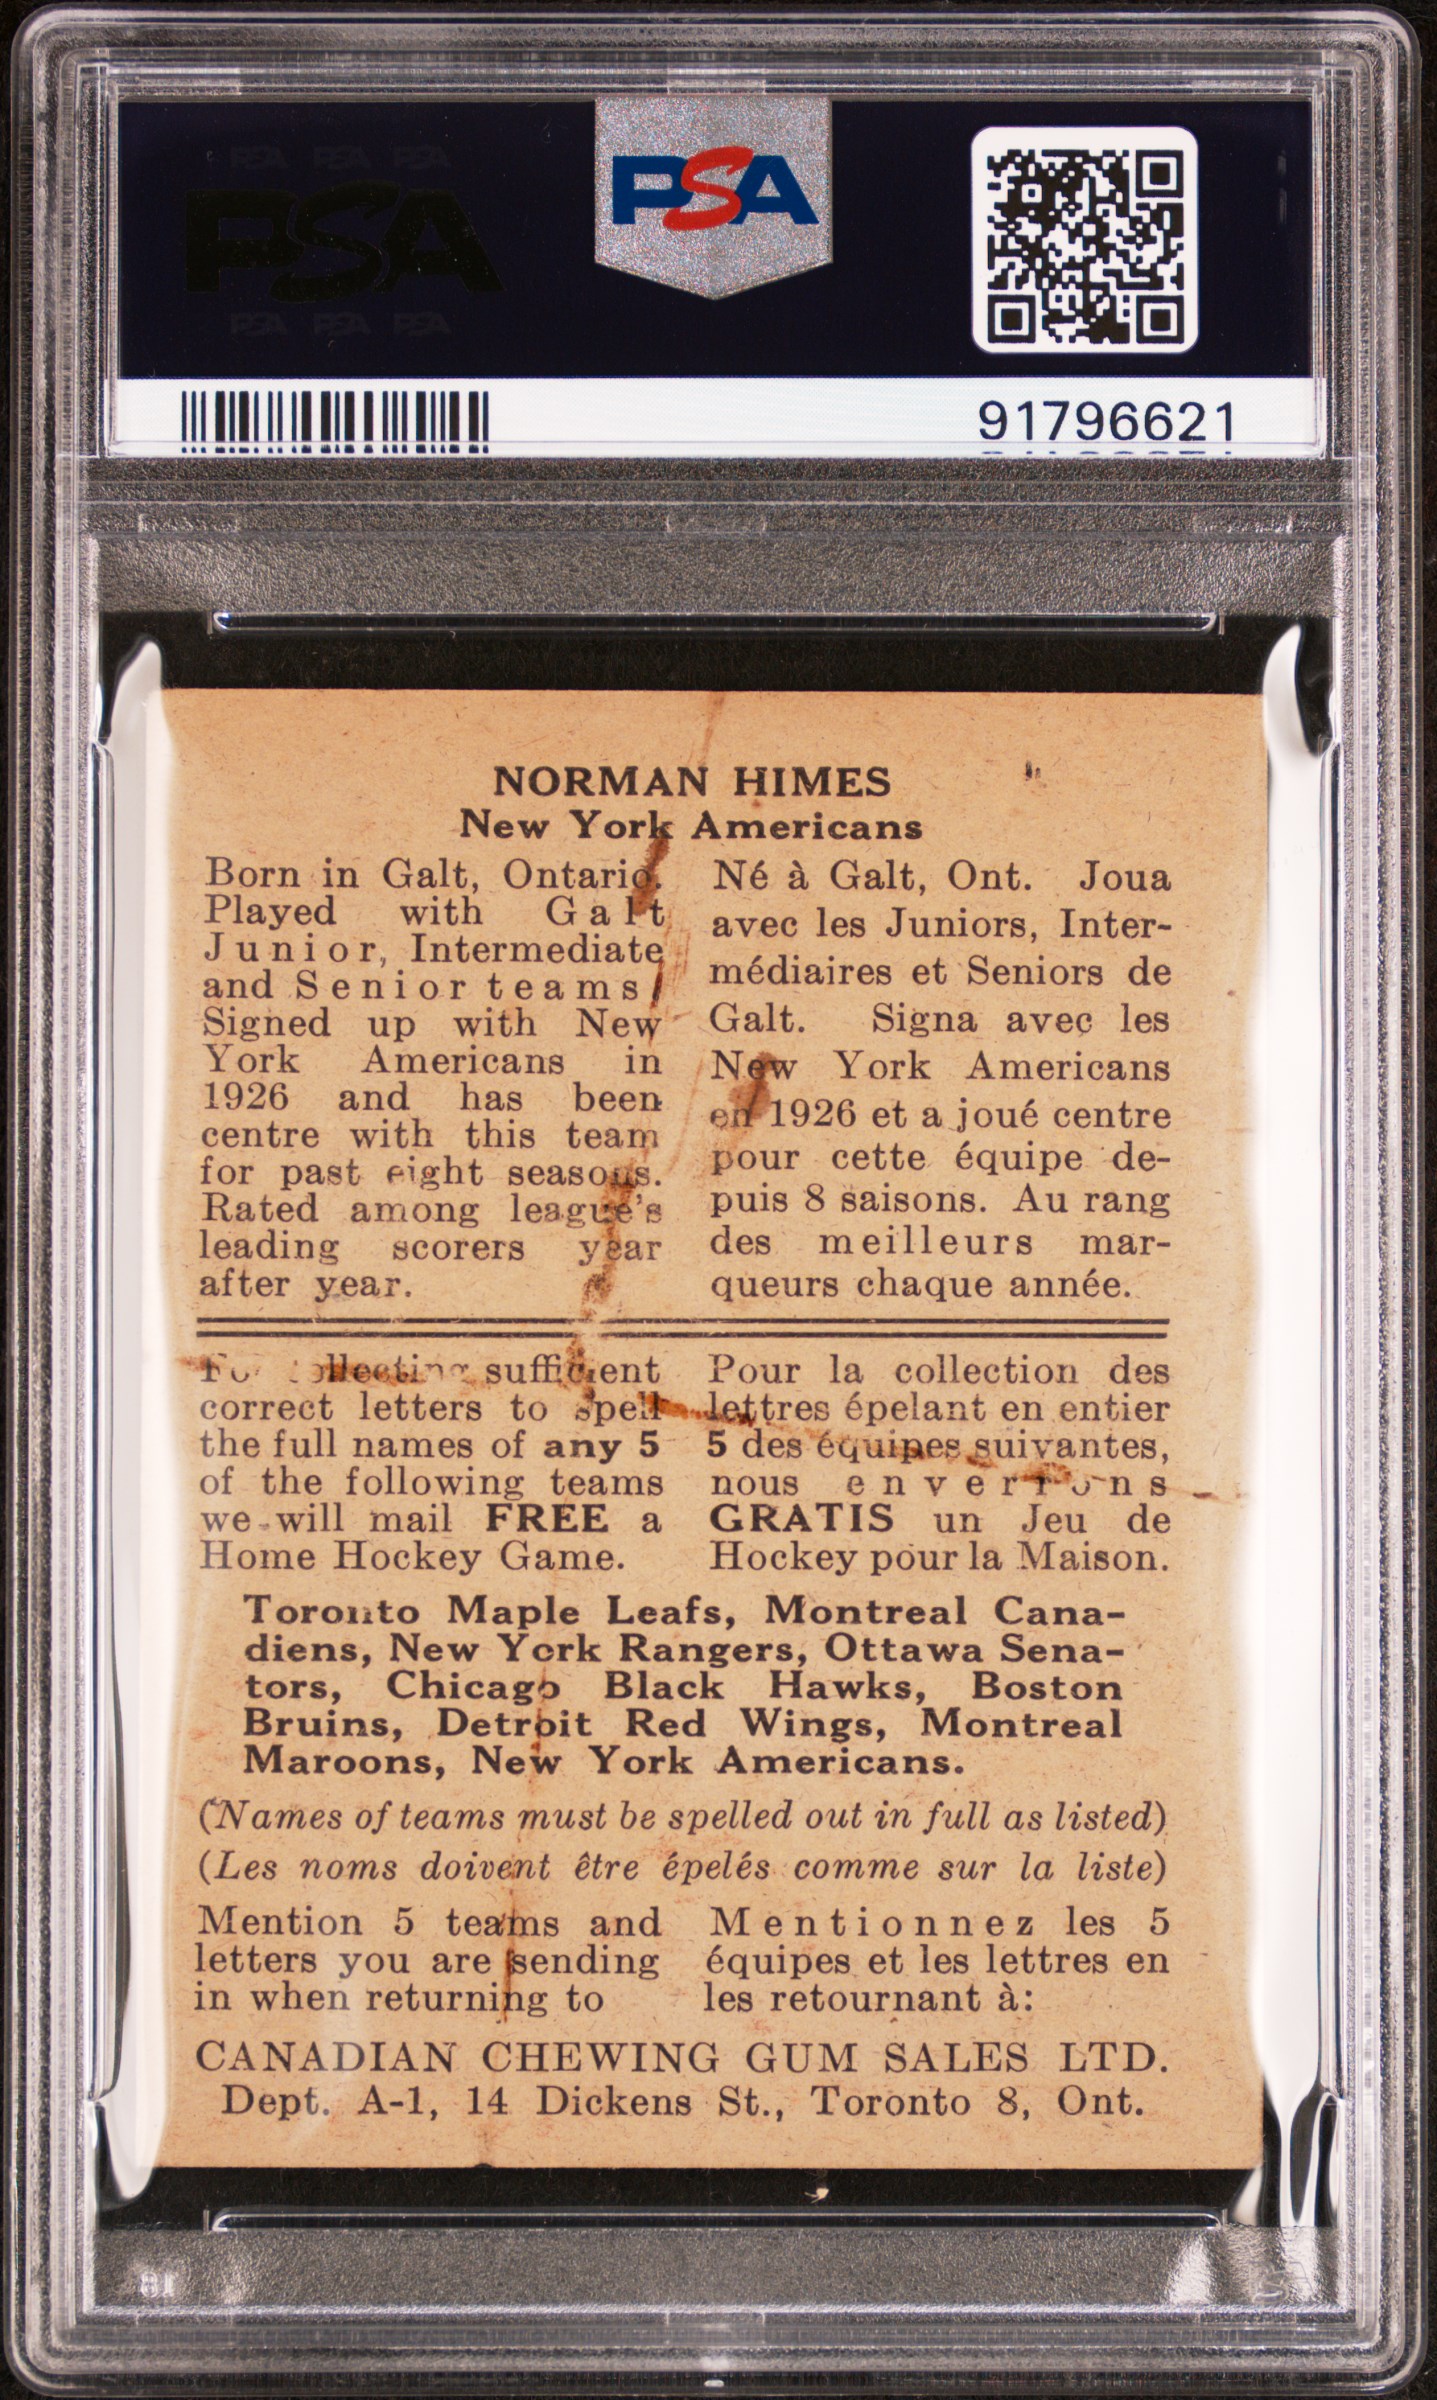 PSA
PSA PSA PSA
PSA
PSA PSA PSA
91796621
NORMAN HIMES
New York Americans
Born in Galt, Ontario.
Played with Galt
Junior, Intermediate
and Senior teams.
Signed up with New
York Americans in
1926 and has been
centre with this team
for past eight seasons.
Rated among league's
leading scorers year
after year.
Né à Galt, Ont. Joua
avec les Juniors, Inter-
médiaires et Seniors de
Galt. Signa avec les
New York Americans
en 1926 et a joué centre
pour cette équipe de-
puis 8 saisons. Au rang
des meilleurs mar-
queurs chaque année.
For collecting sufficient
correct letters to spell
the full names of any 5
of the following teams
we will mail FREE a
Home Hockey Game.
Pour la collection des
lettres épelant en entier
5 des équipes suivantes,
nous enverrons
GRATIS un Jeu de
Hockey pour la Maison.
Toronto Maple Leafs, Montreal Cana-
diens, New York Rangers, Ottawa Sena-
tors, Chicago Black Hawks, Boston
Bruins, Detroit Red Wings, Montreal
Maroons, New York Americans.
(Names of teams must be spelled out in full as listed)
(Les noms doivent être épelés comme sur la liste)
Mention 5 teams and
letters you are sending
in when returning to
Mentionnez les 5
équipes et les lettres en
les retournant à:
CANADIAN CHEWING GUM SALES LTD.
Dept. A-1, 14 Dickens St., Toronto 8, Ont.